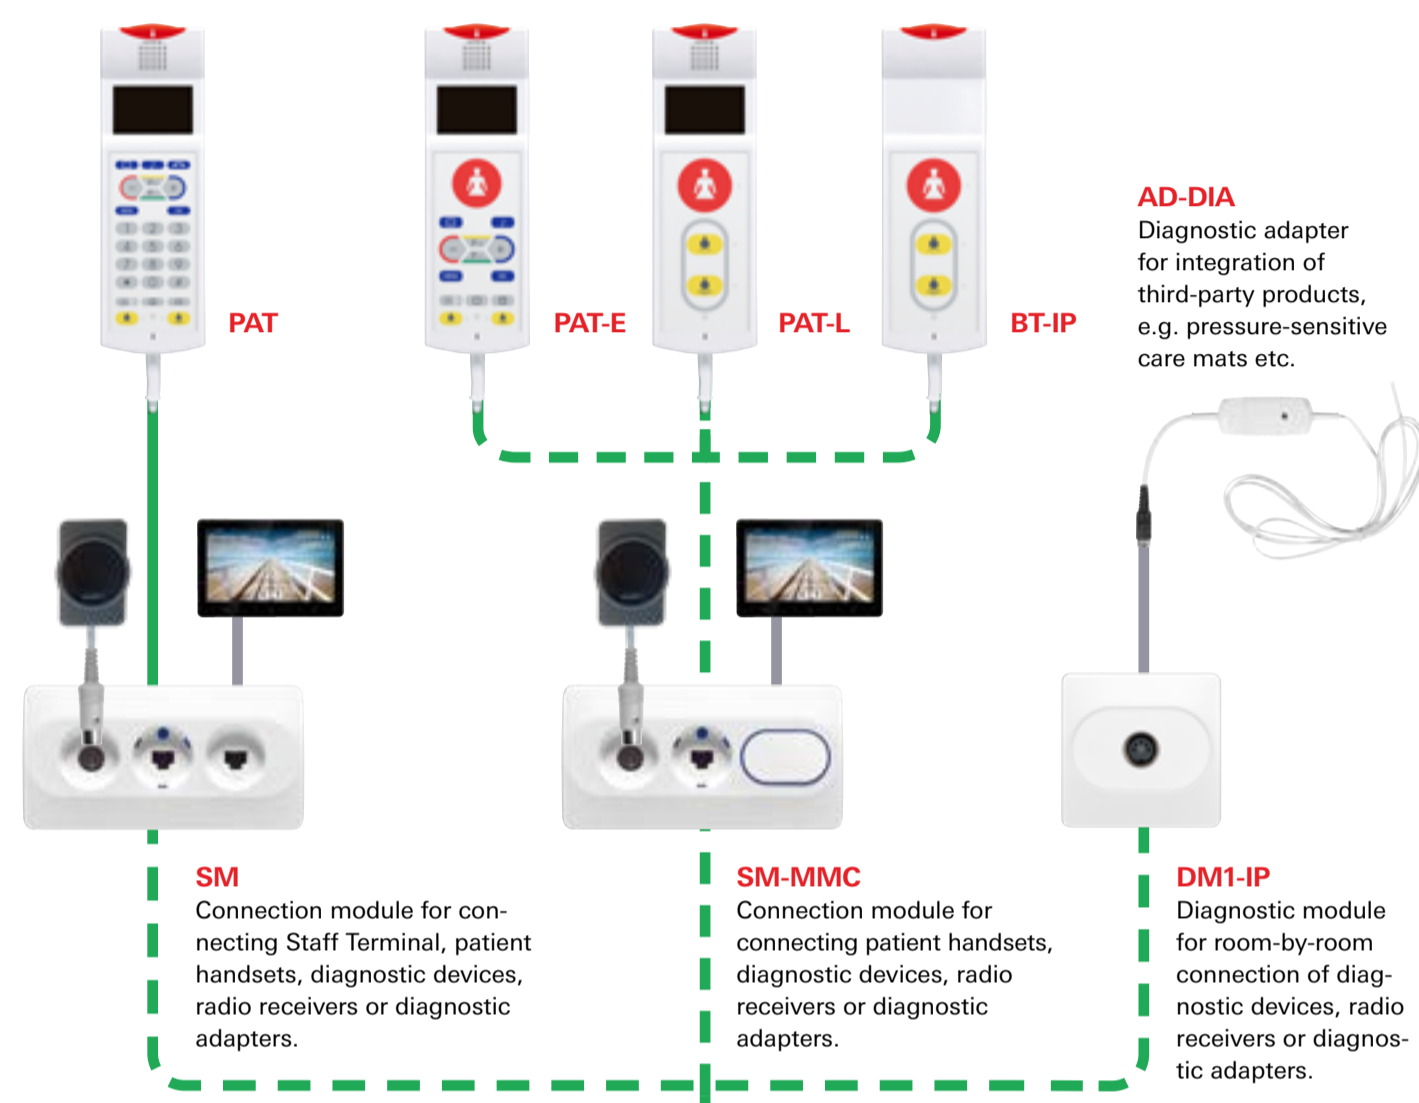 PAT
PAT-E
PAT-L
BT-IP
AD-DIA
Diagnostic adapter
for integration of
third-party products,
e.g. pressure-sensitive
care mats etc.
SM
Connection module for con-
necting Staff Terminal, patient
handsets, diagnostic devices,
radio receivers or diagnostic
adapters.
SM-MMC
Connection module for
connecting patient handsets,
diagnostic devices, radio
receivers or diagnostic
adapters.
DM1-IP
Diagnostic module
for room-by-room
connection of diag-
nostic devices, radio
receivers or diagnos-
tic adapters.